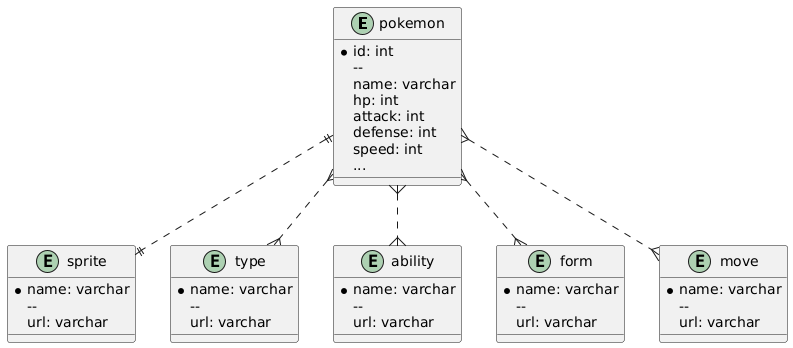 E pokemon
id: int
--
name: varchar
hp: int
attack: int
defense: int
speed: int
...
E sprite
name: varchar
--
url: varchar
E type
name: varchar
--
url: varchar
E ability
name: varchar
--
url: varchar
E form
name: varchar
--
url: varchar
E move
name: varchar
--
url: varchar